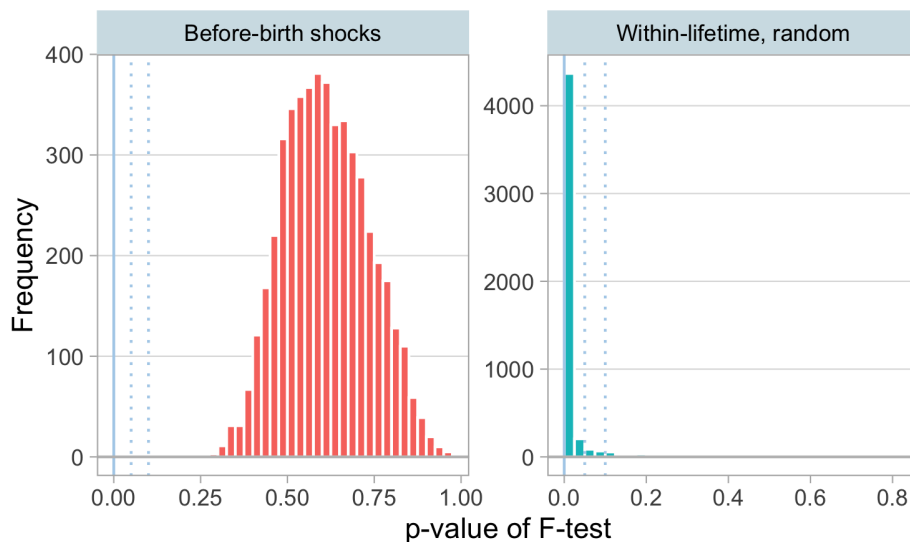 Before-birth shocks
Within-lifetime, random
Frequency
400
300
200
100
0
4000
3000
2000
1000
0
0.00 0.25 0.50 0.75 1.00
0.0 0.2 0.4 0.6 0.8
p-value of F-test